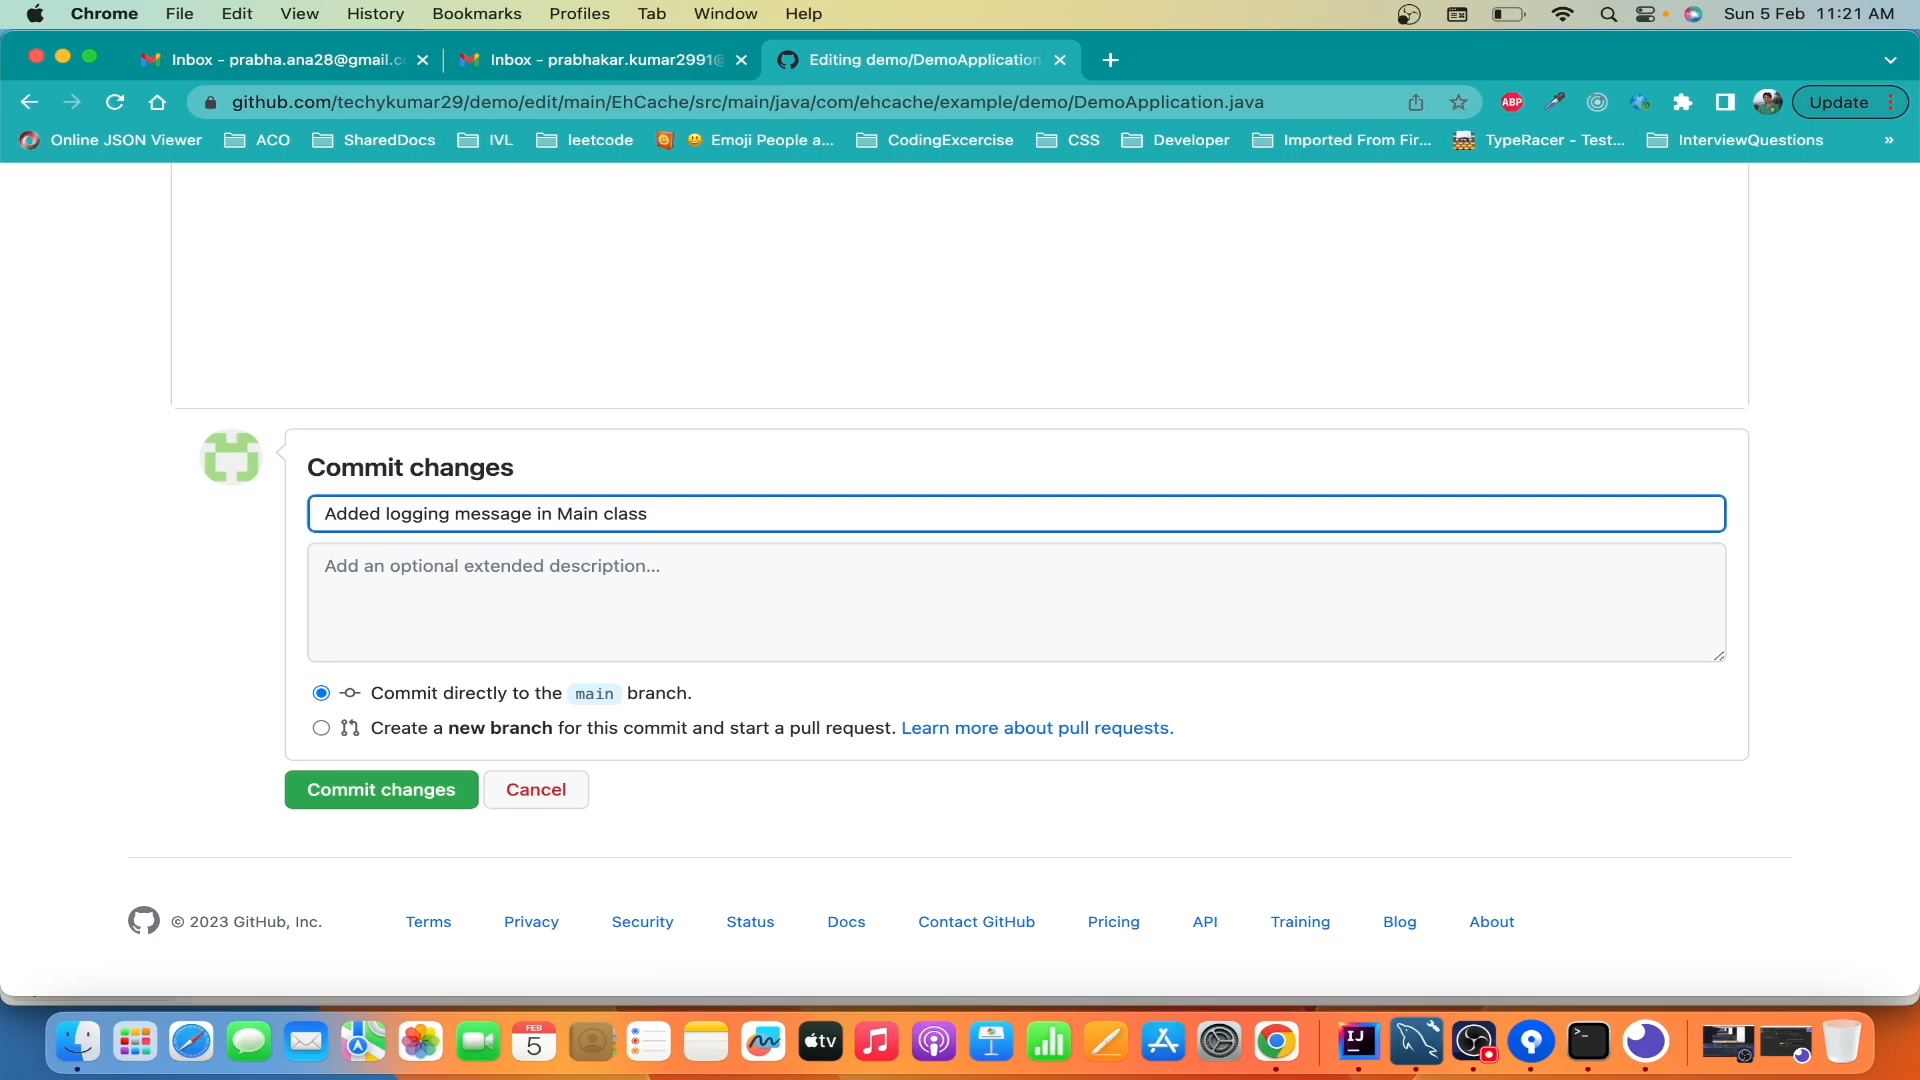 Chrome File Edit View History Bookmarks Profiles Tab Window Help Sun 5 Feb 11:21 AM
Inbox - prabha.ana28@gmail.c Inbox - prabhakar.kumar2991@ Editing demo/DemoApplication
github.com/techykumar29/demo/edit/main/EhCache/src/main/java/com/ehcache/example/demo/DemoApplication.java ABP Update
Online JSON Viewer ACO SharedDocs IVL leetcode Emoji People a... CodingExcercise CSS Developer Imported From Fir... TypeRacer - Test... InterviewQuestions »
Commit changes
Added logging message in Main class
Add an optional extended description...
Commit directly to the main branch.
Create a new branch for this commit and start a pull request. Learn more about pull requests.
Commit changes Cancel
© 2023 GitHub, Inc. Terms Privacy Security Status Docs Contact GitHub Pricing API Training Blog About
FEB
5
tv
IJ